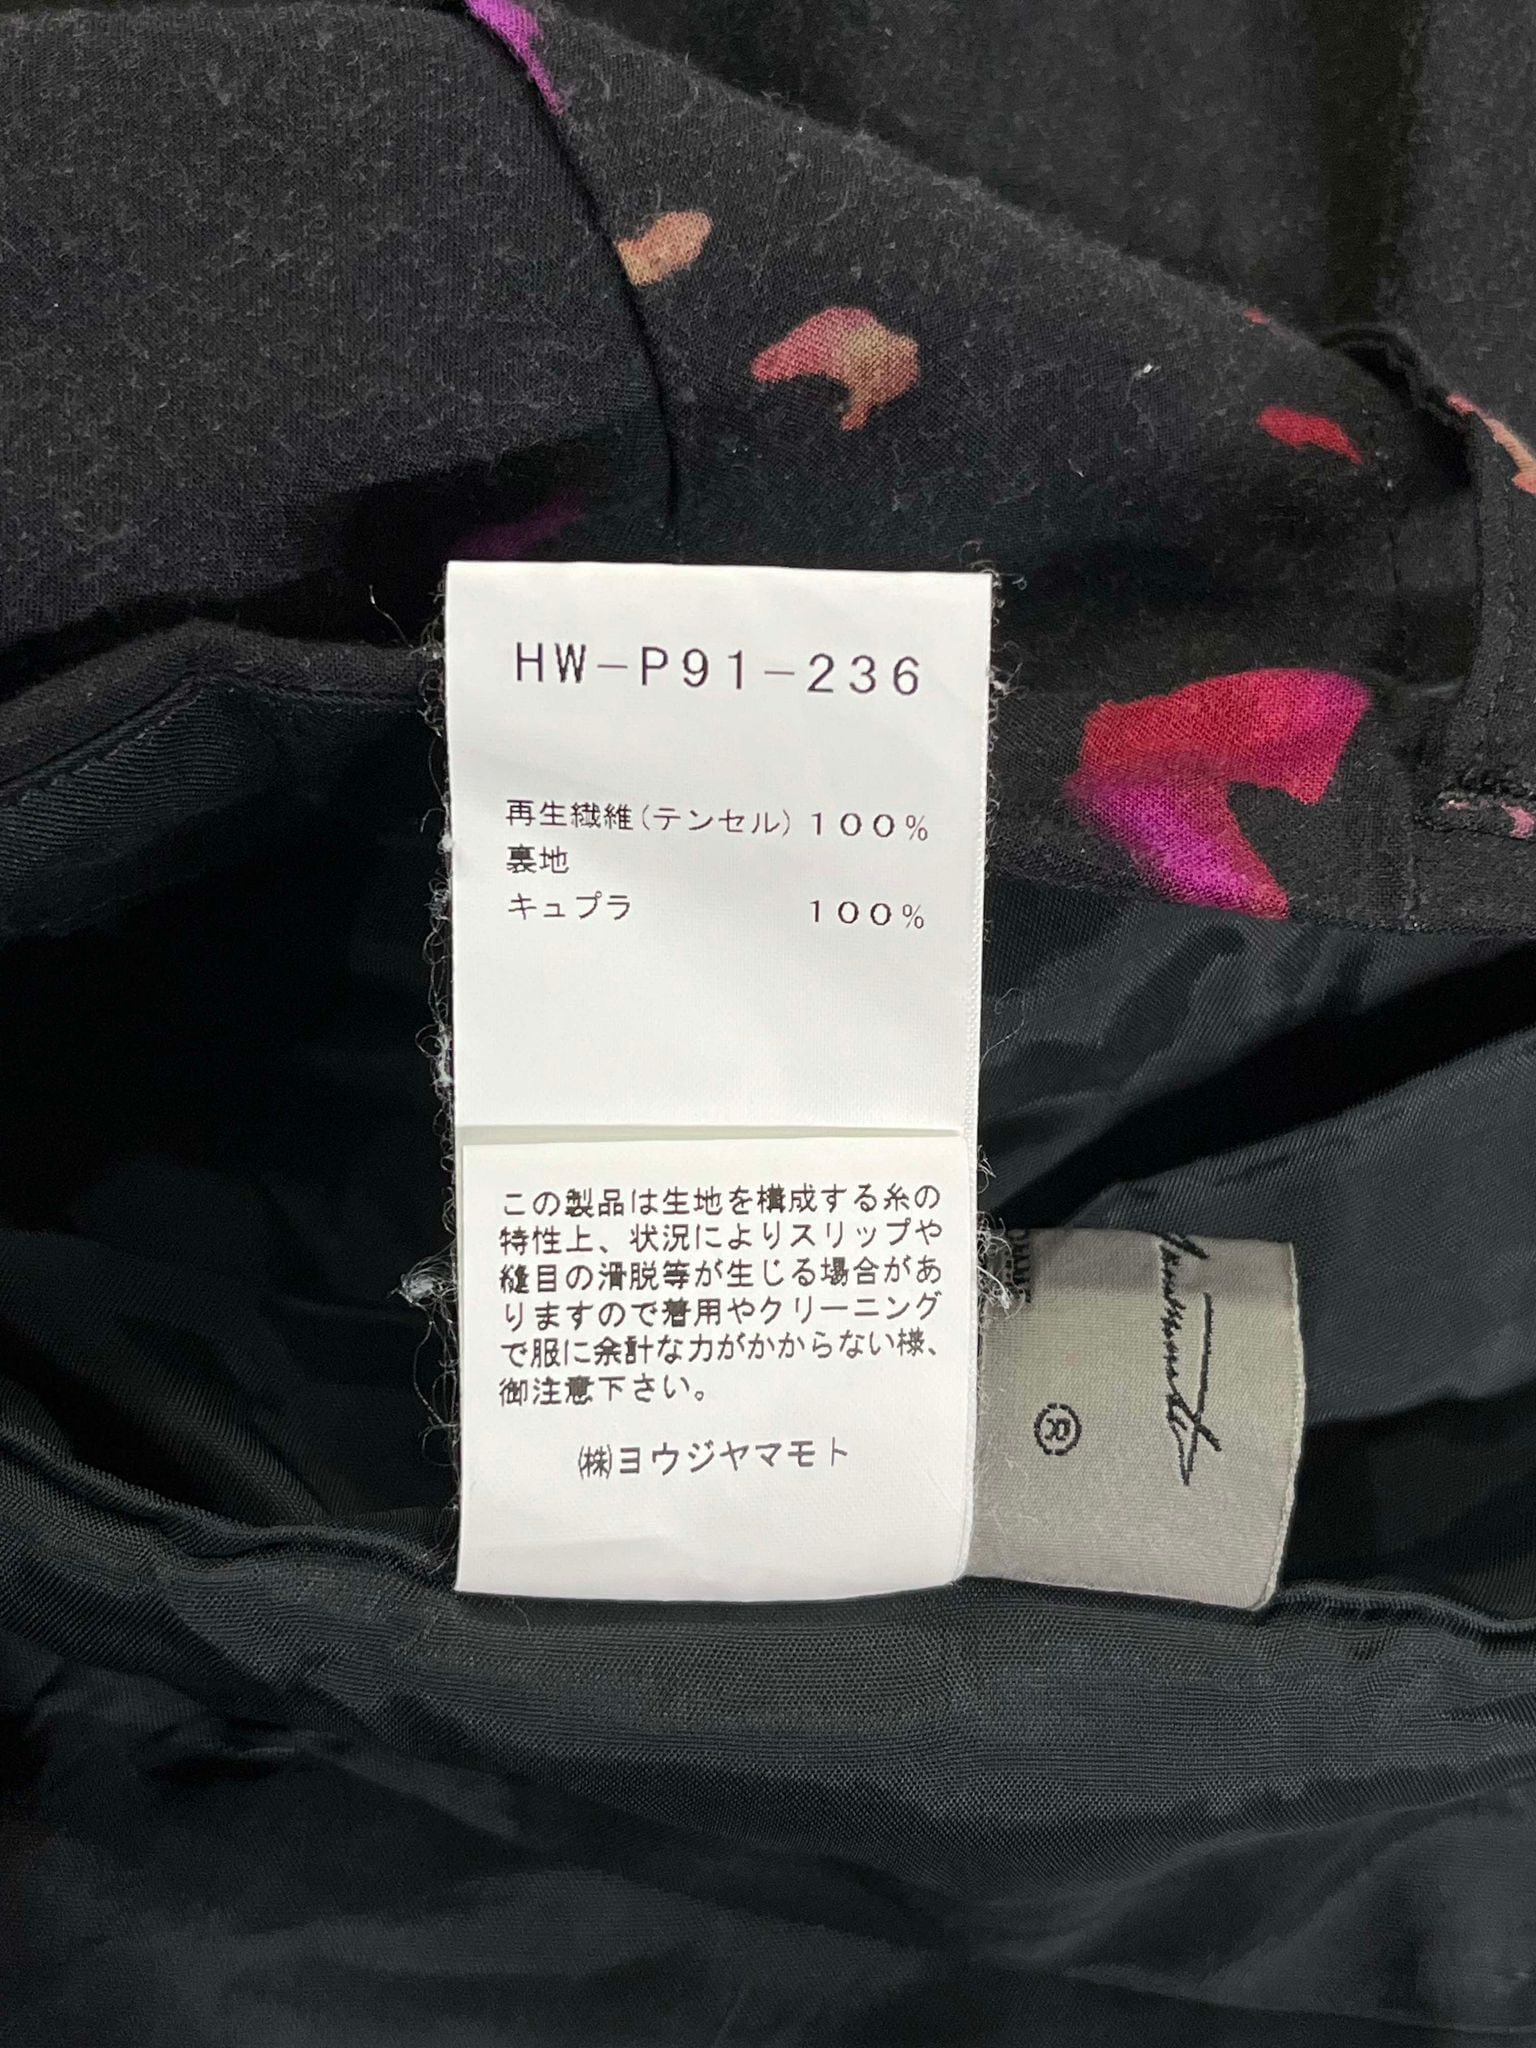 HW-P91-236
再生繊維(テンセル) 100%
裏地
キュプラ 100%
この製品は生地を構成する糸の
特性上、状況によりスリップや
縫目の滑脱等が生じる場合があ
りますので着用やクリーニング
で服に余計な力がかからない様、
御注意下さい。
㈱ヨウジヤマモト
Yamamoto
®